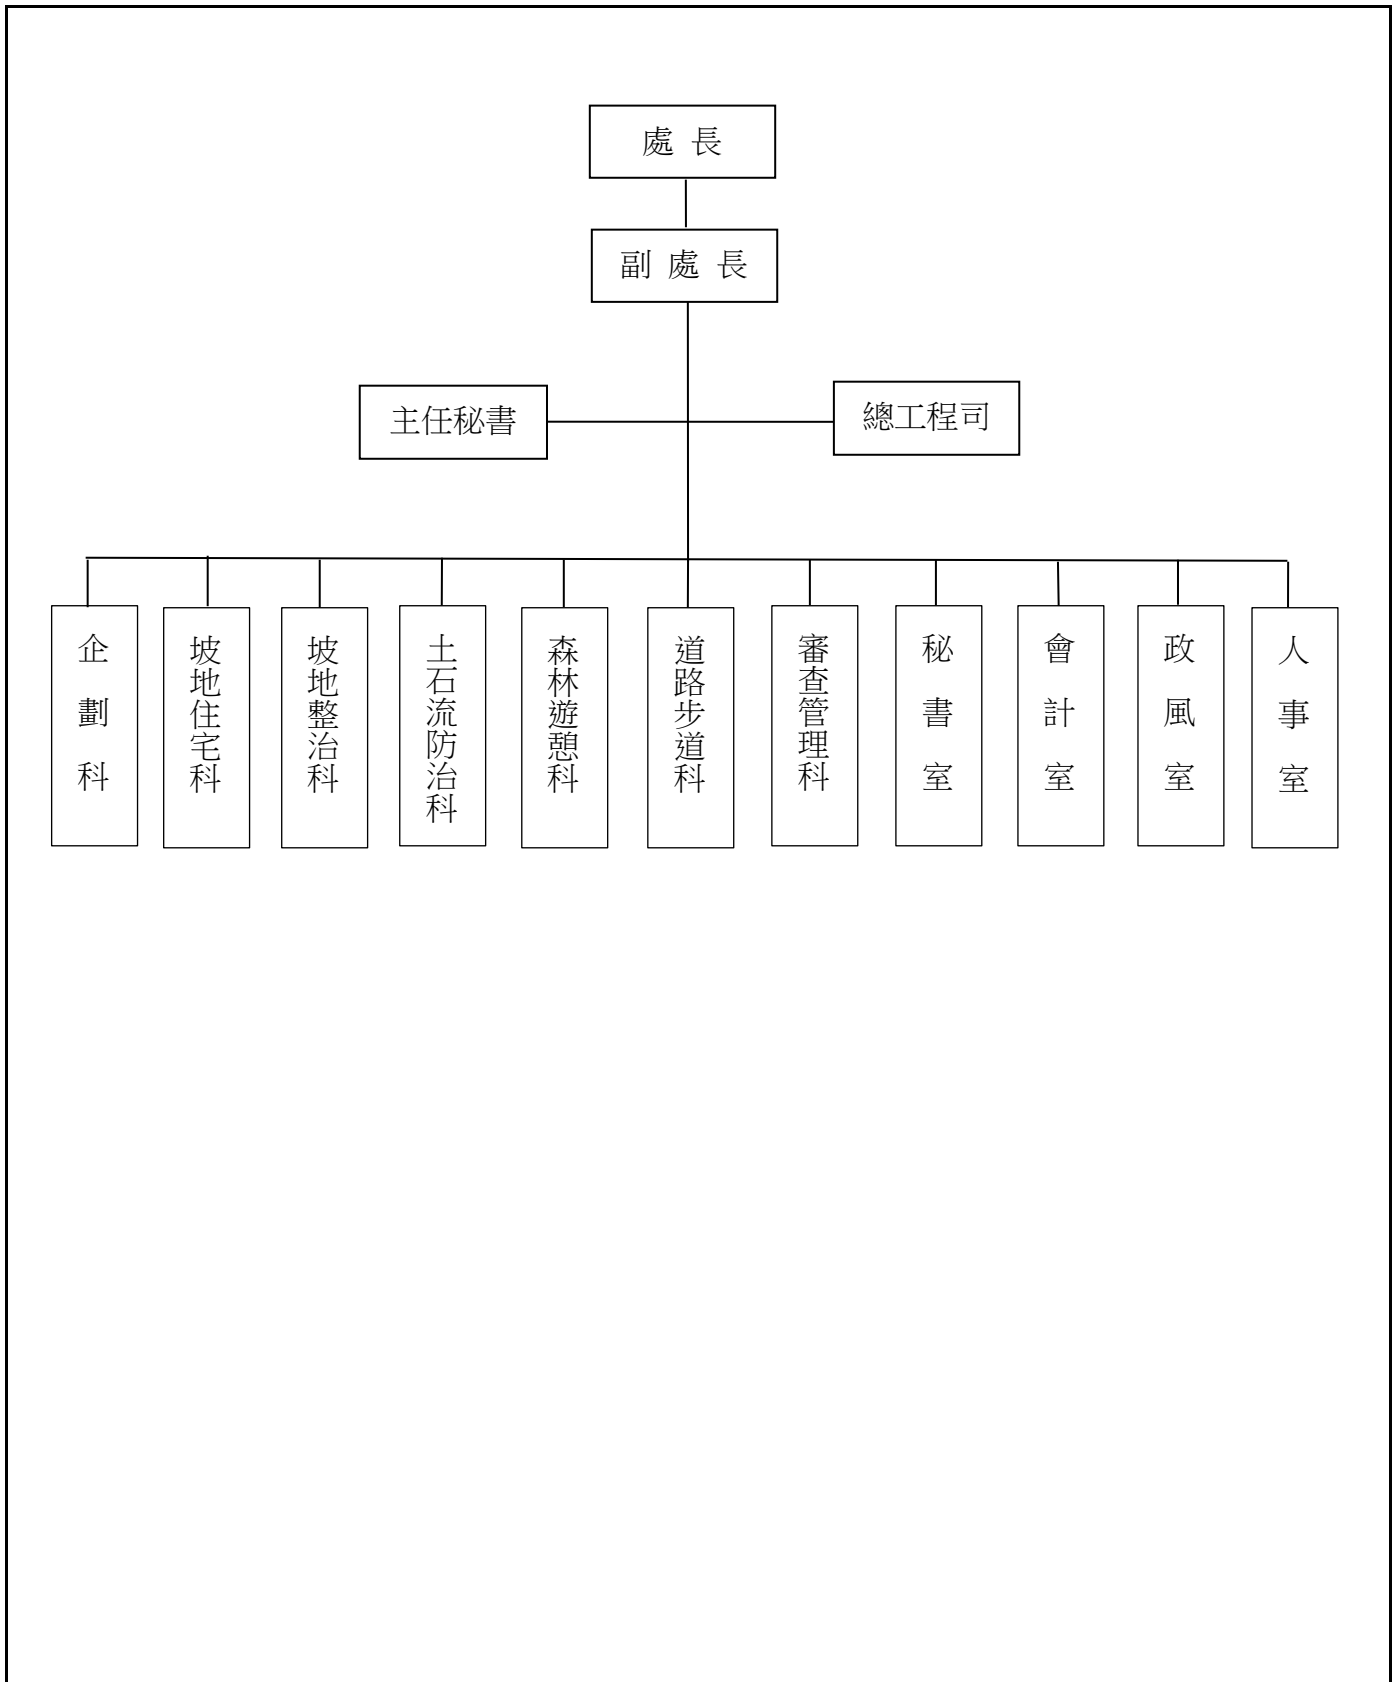 處 長
副 處 長
主任秘書
總工程司
企劃科
坡地住宅科
坡地整治科
土石流防治科
森林遊憩科
道路步道科
審查管理科
秘書室
會計室
政風室
人事室